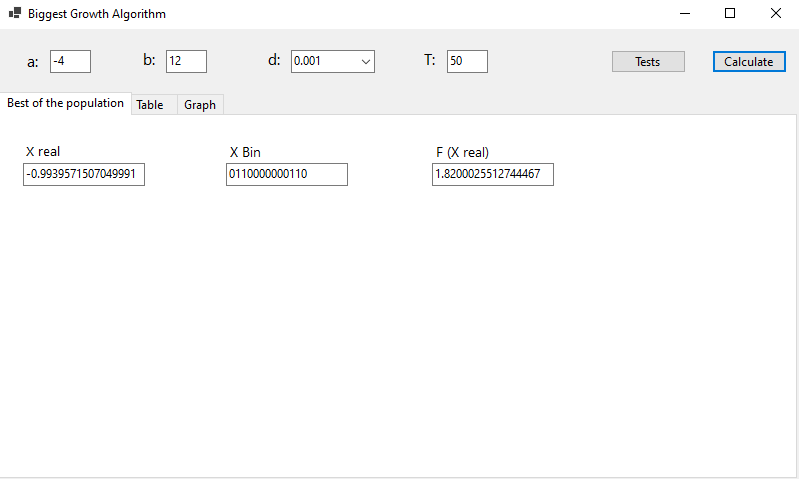 Biggest Growth Algorithm
a: -4 b: 12 d: 0.001 T: 50 Tests Calculate
Best of the population Table Graph
X real X Bin F (X real)
-0.9939571507049991 0110000000110 1.8200025512744467